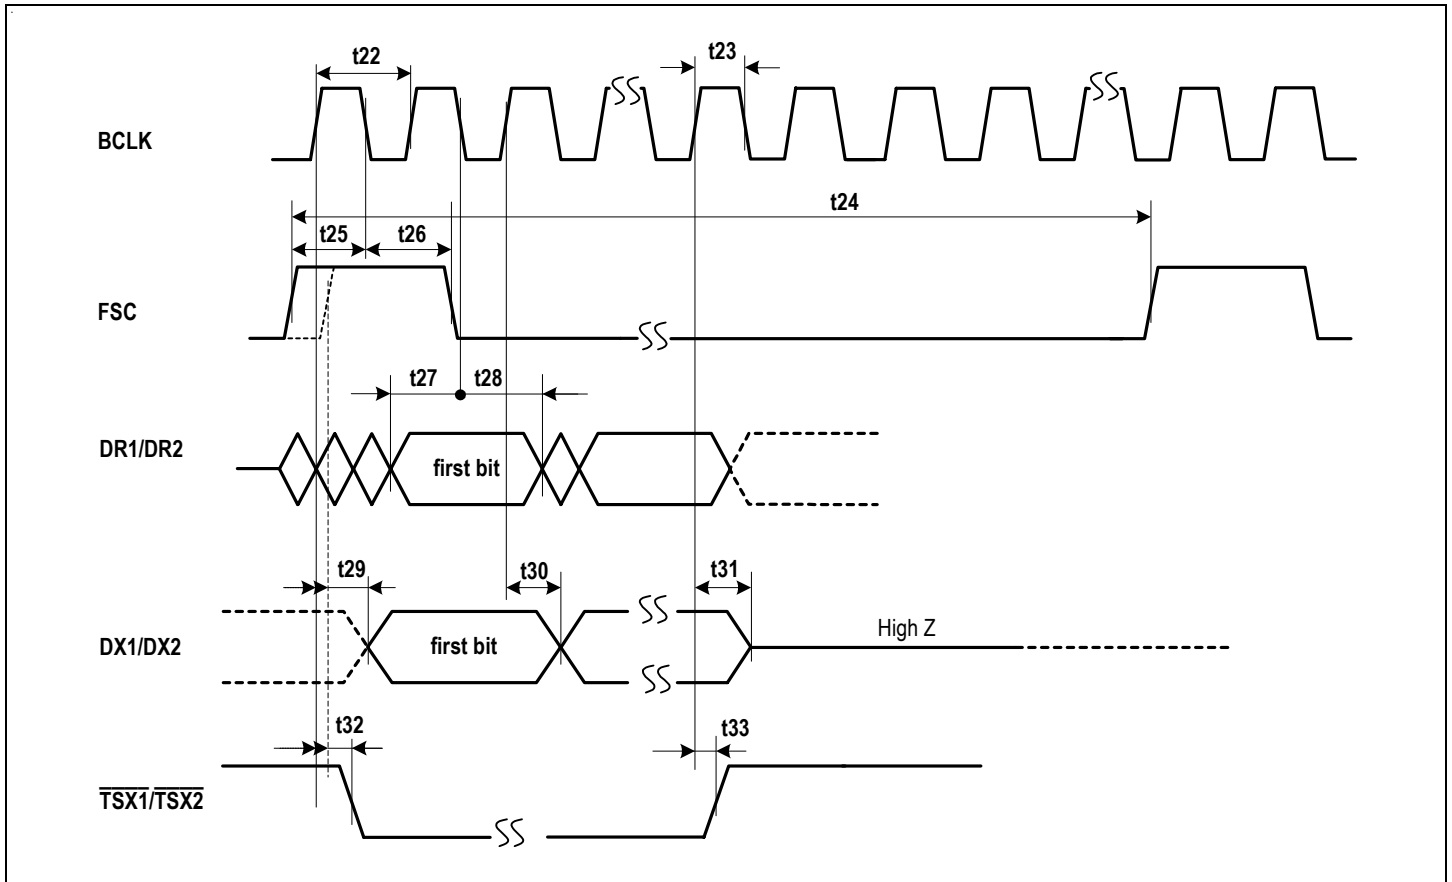 t22
t23
BCLK
t24
t25 t26
FSC
t27 t28
DR1/DR2
first bit
t29
t30
t31
DX1/DX2
first bit
High Z
t32
t33
TSX1/TSX2